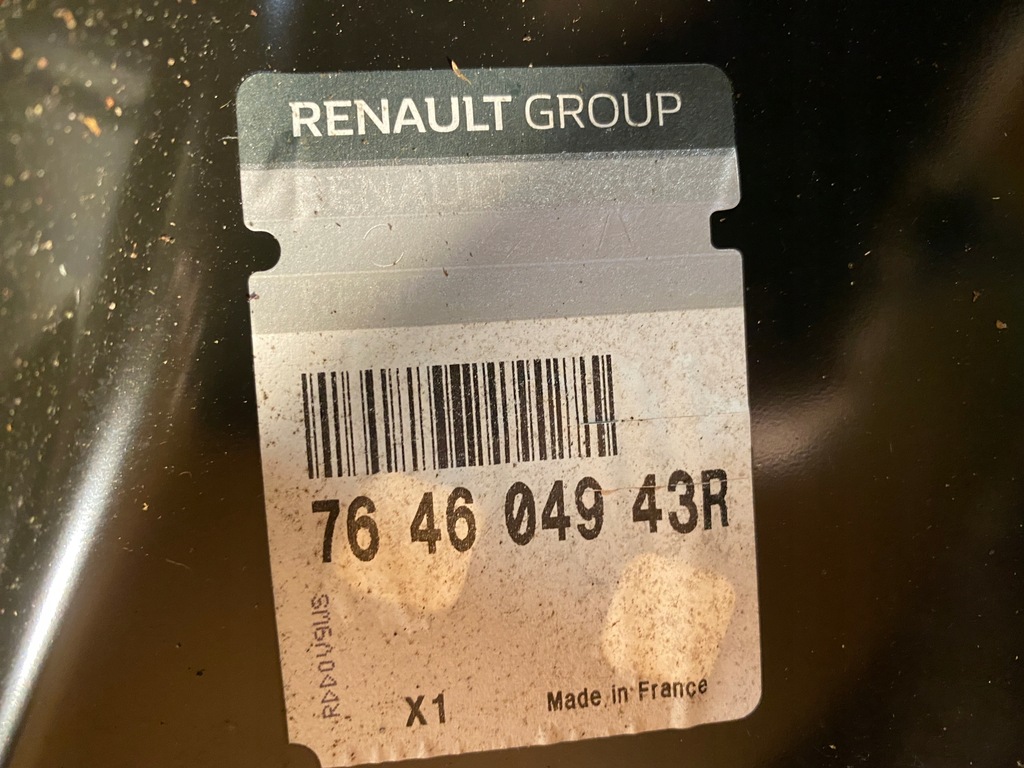 RENAULT GROUP
76 46 049 43R
X1
Made in France